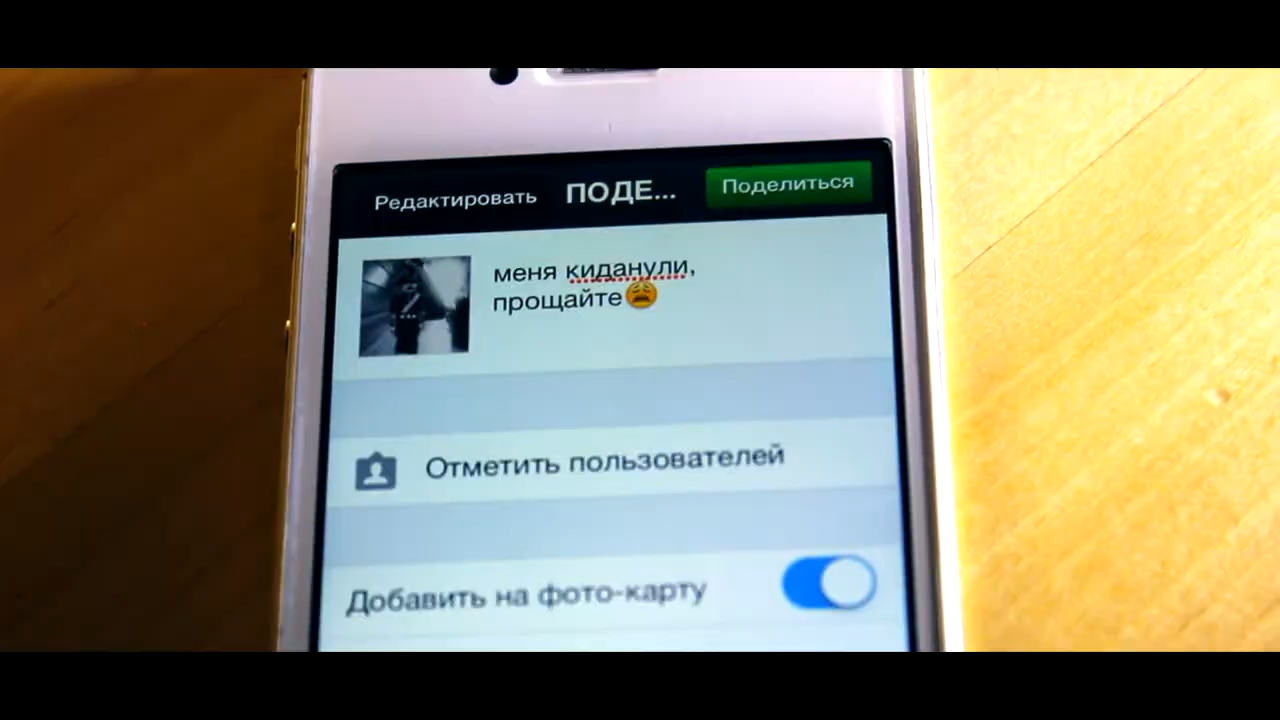 Редактировать ПОДЕ... Поделиться
меня киданули,
прощайте😩
Отметить пользователей
Добавить на фото-карту